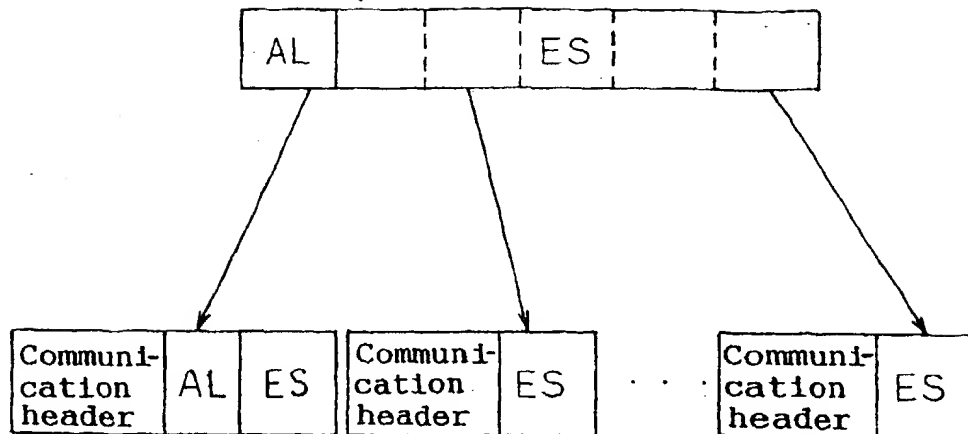 AL ES
Communi-
cation
header
AL ES
Communi-
cation
header
ES
Communi-
cation
header
ES